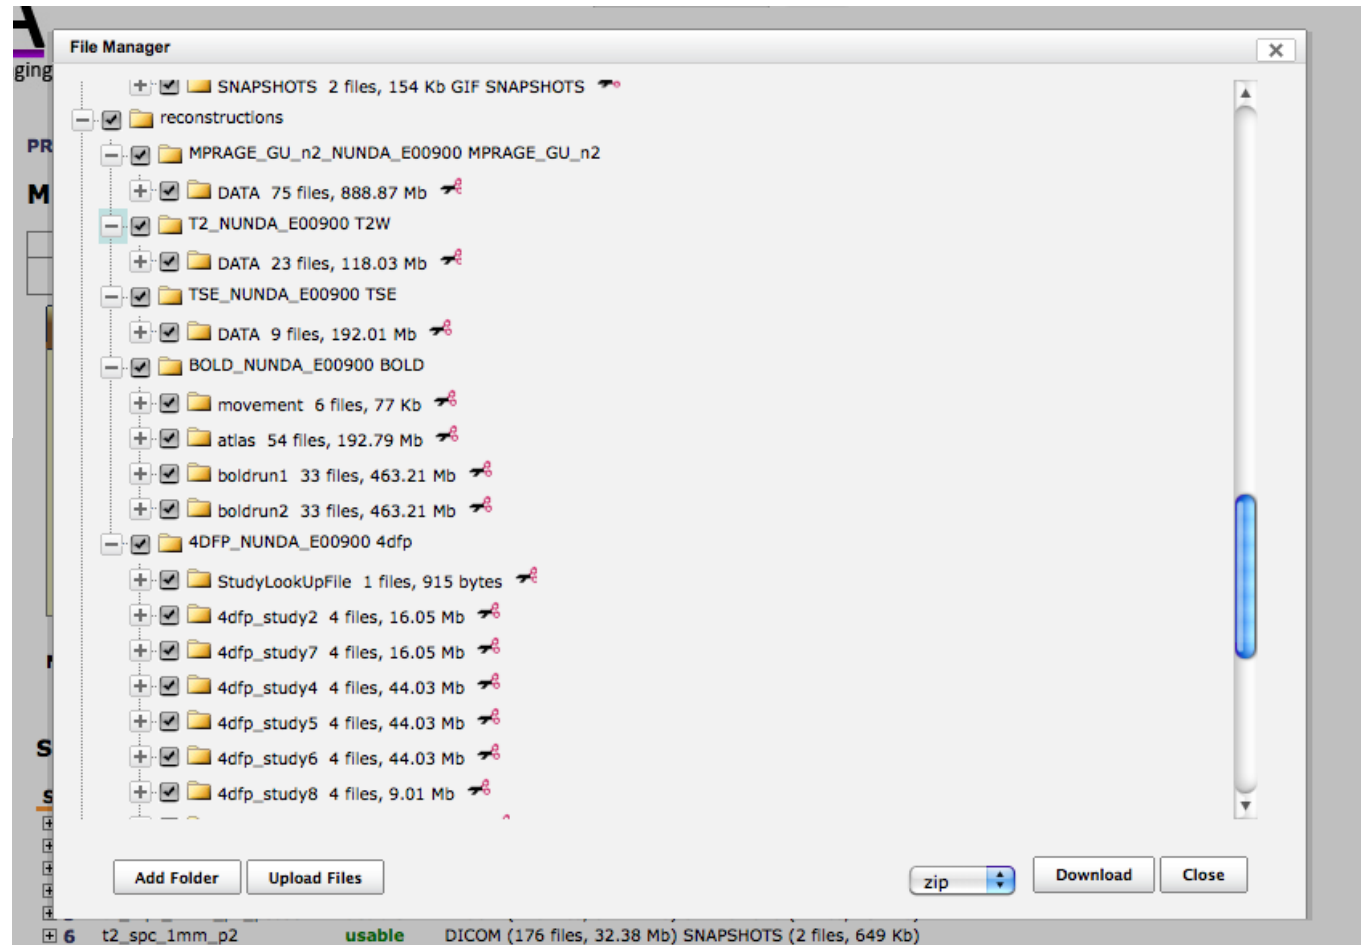 File Manager
ging
SNAPSHOTS 2 files, 154 Kb GIF SNAPSHOTS
reconstructions
PR
MPRAGE_GU_n2_NUNDA_E00900 MPRAGE_GU_n2
M
DATA 75 files, 888.87 Mb
T2_NUNDA_E00900 T2W
DATA 23 files, 118.03 Mb
TSE_NUNDA_E00900 TSE
DATA 9 files, 192.01 Mb
BOLD_NUNDA_E00900 BOLD
movement 6 files, 77 Kb
atlas 54 files, 192.79 Mb
boldrun1 33 files, 463.21 Mb
boldrun2 33 files, 463.21 Mb
4DFP_NUNDA_E00900 4dfp
StudyLookUpFile 1 files, 915 bytes
4dfp_study2 4 files, 16.05 Mb
4dfp_study7 4 files, 16.05 Mb
4dfp_study4 4 files, 44.03 Mb
4dfp_study5 4 files, 44.03 Mb
4dfp_study6 4 files, 44.03 Mb
S
4dfp_study8 4 files, 9.01 Mb
S
Add Folder Upload Files zip Download Close
6 t2_spc_1mm_p2 usable DICOM (176 files, 32.38 Mb) SNAPSHOTS (2 files, 649 Kb)